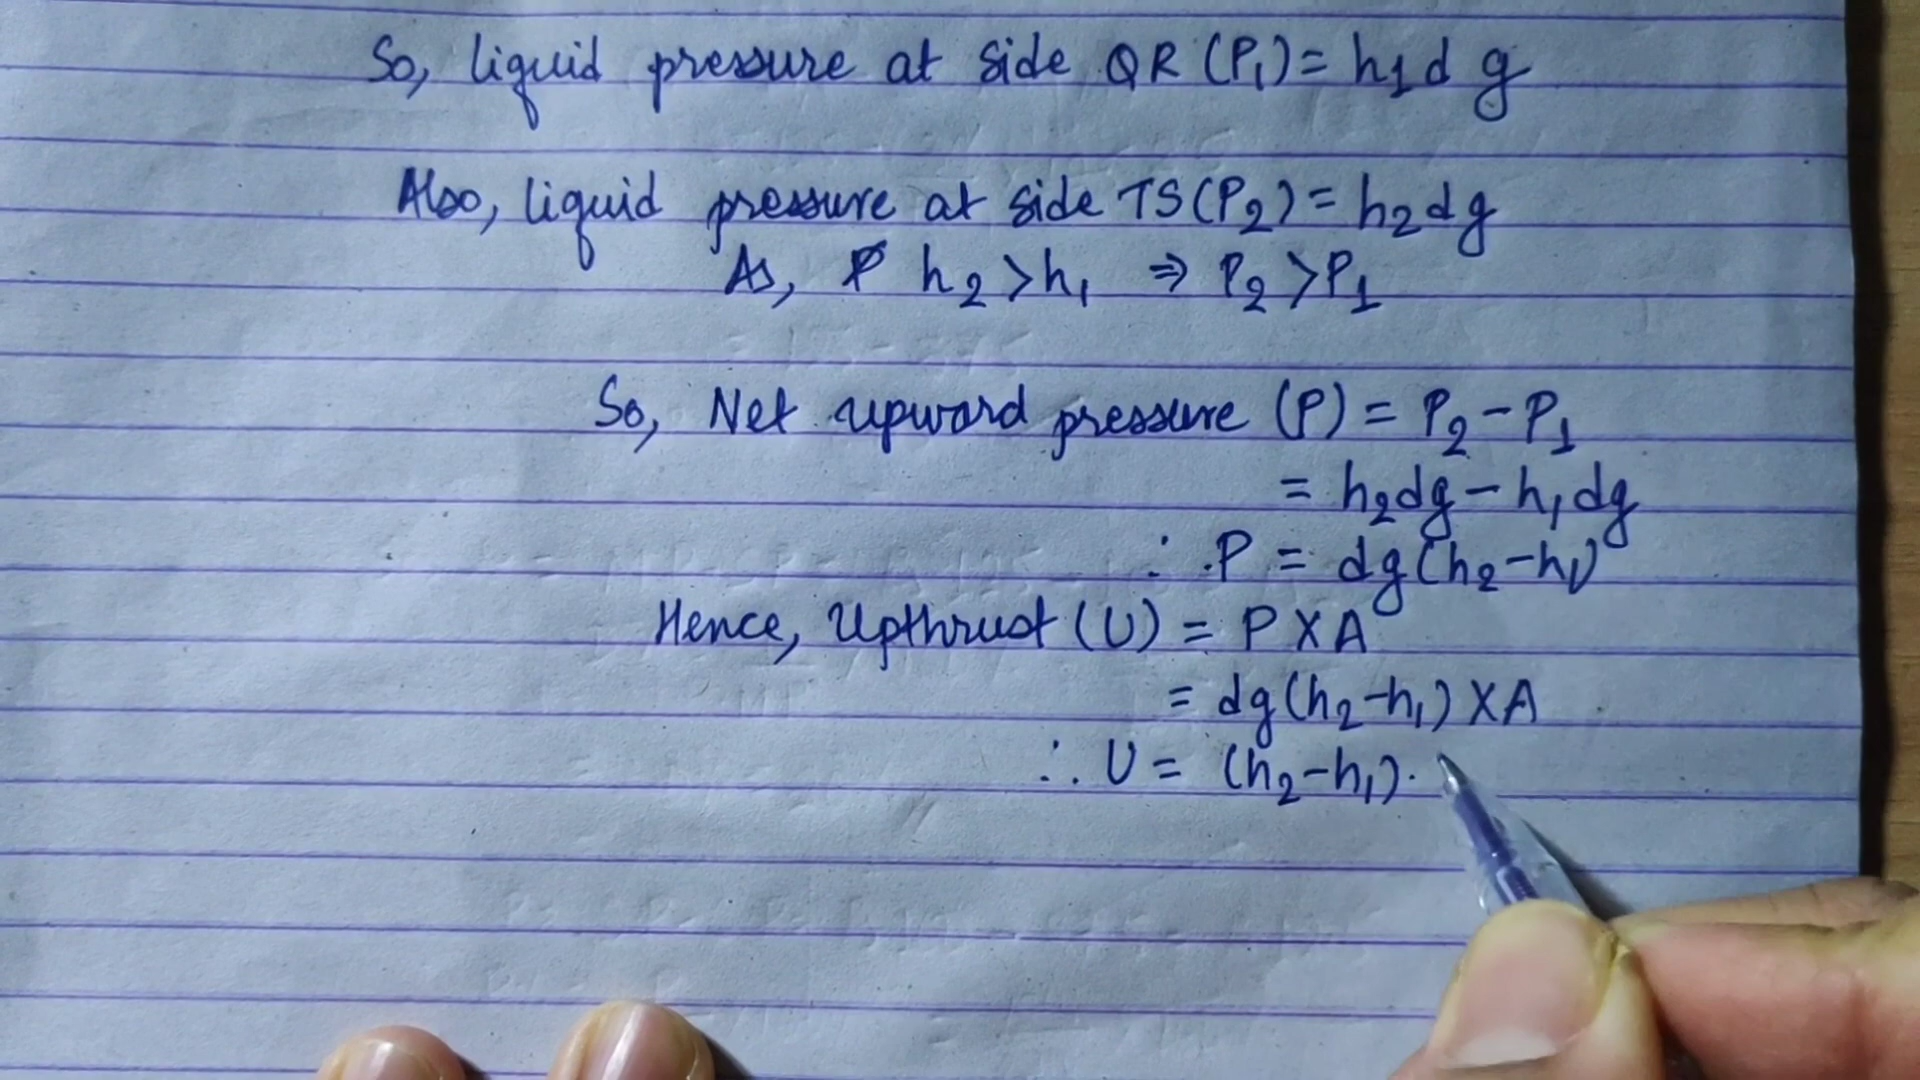 So, liquid pressure at side QR (P₁) = h₁ d g
Also, liquid pressure at side TS (P₂) = h₂dg
As, h₂ > h₁ ⇒ P₂ > P₁
So, Net upward pressure (P) = P₂ - P₁
= h₂dg - h₁dg
∴ P = dg(h₂-h₁)
Hence, Upthrust (U) = P X A
= dg(h₂-h₁) X A
∴ U = (h₂-h₁).